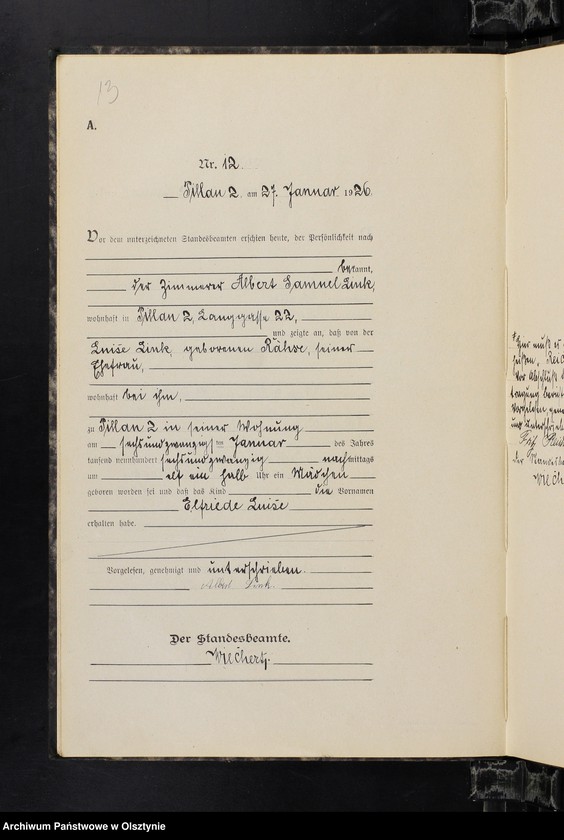 13
A.
Nr. 12
Pillau 2. am 27. Januar 1926.
Vor dem unterzeichneten Standesbeamten erschien heute, der Persönlichkeit nach
bekannt,
der Zimmerer Albert Samuel Link,
wohnhaft in Pillau 2, Langgasse 22,
und zeigte an, daß von der
Luise Link, geborenen Rähse, seiner
Ehefrau,
wohnhaft bei ihm,
zu Pillau 2 in seiner Wohnung
am sechsundzwanzigsten Januar des Jahres
tausend neunhundert sechsundzwanzig nachmittags
um elf ein halb Uhr ein Mädchen
geboren worden sei und daß das Kind die Vornamen
Elfriede Luise
erhalten habe.
Vorgelesen, genehmigt und unterschrieben.
Albert Link.
Der Standesbeamte.
Archiwum Państwowe w Olsztynie